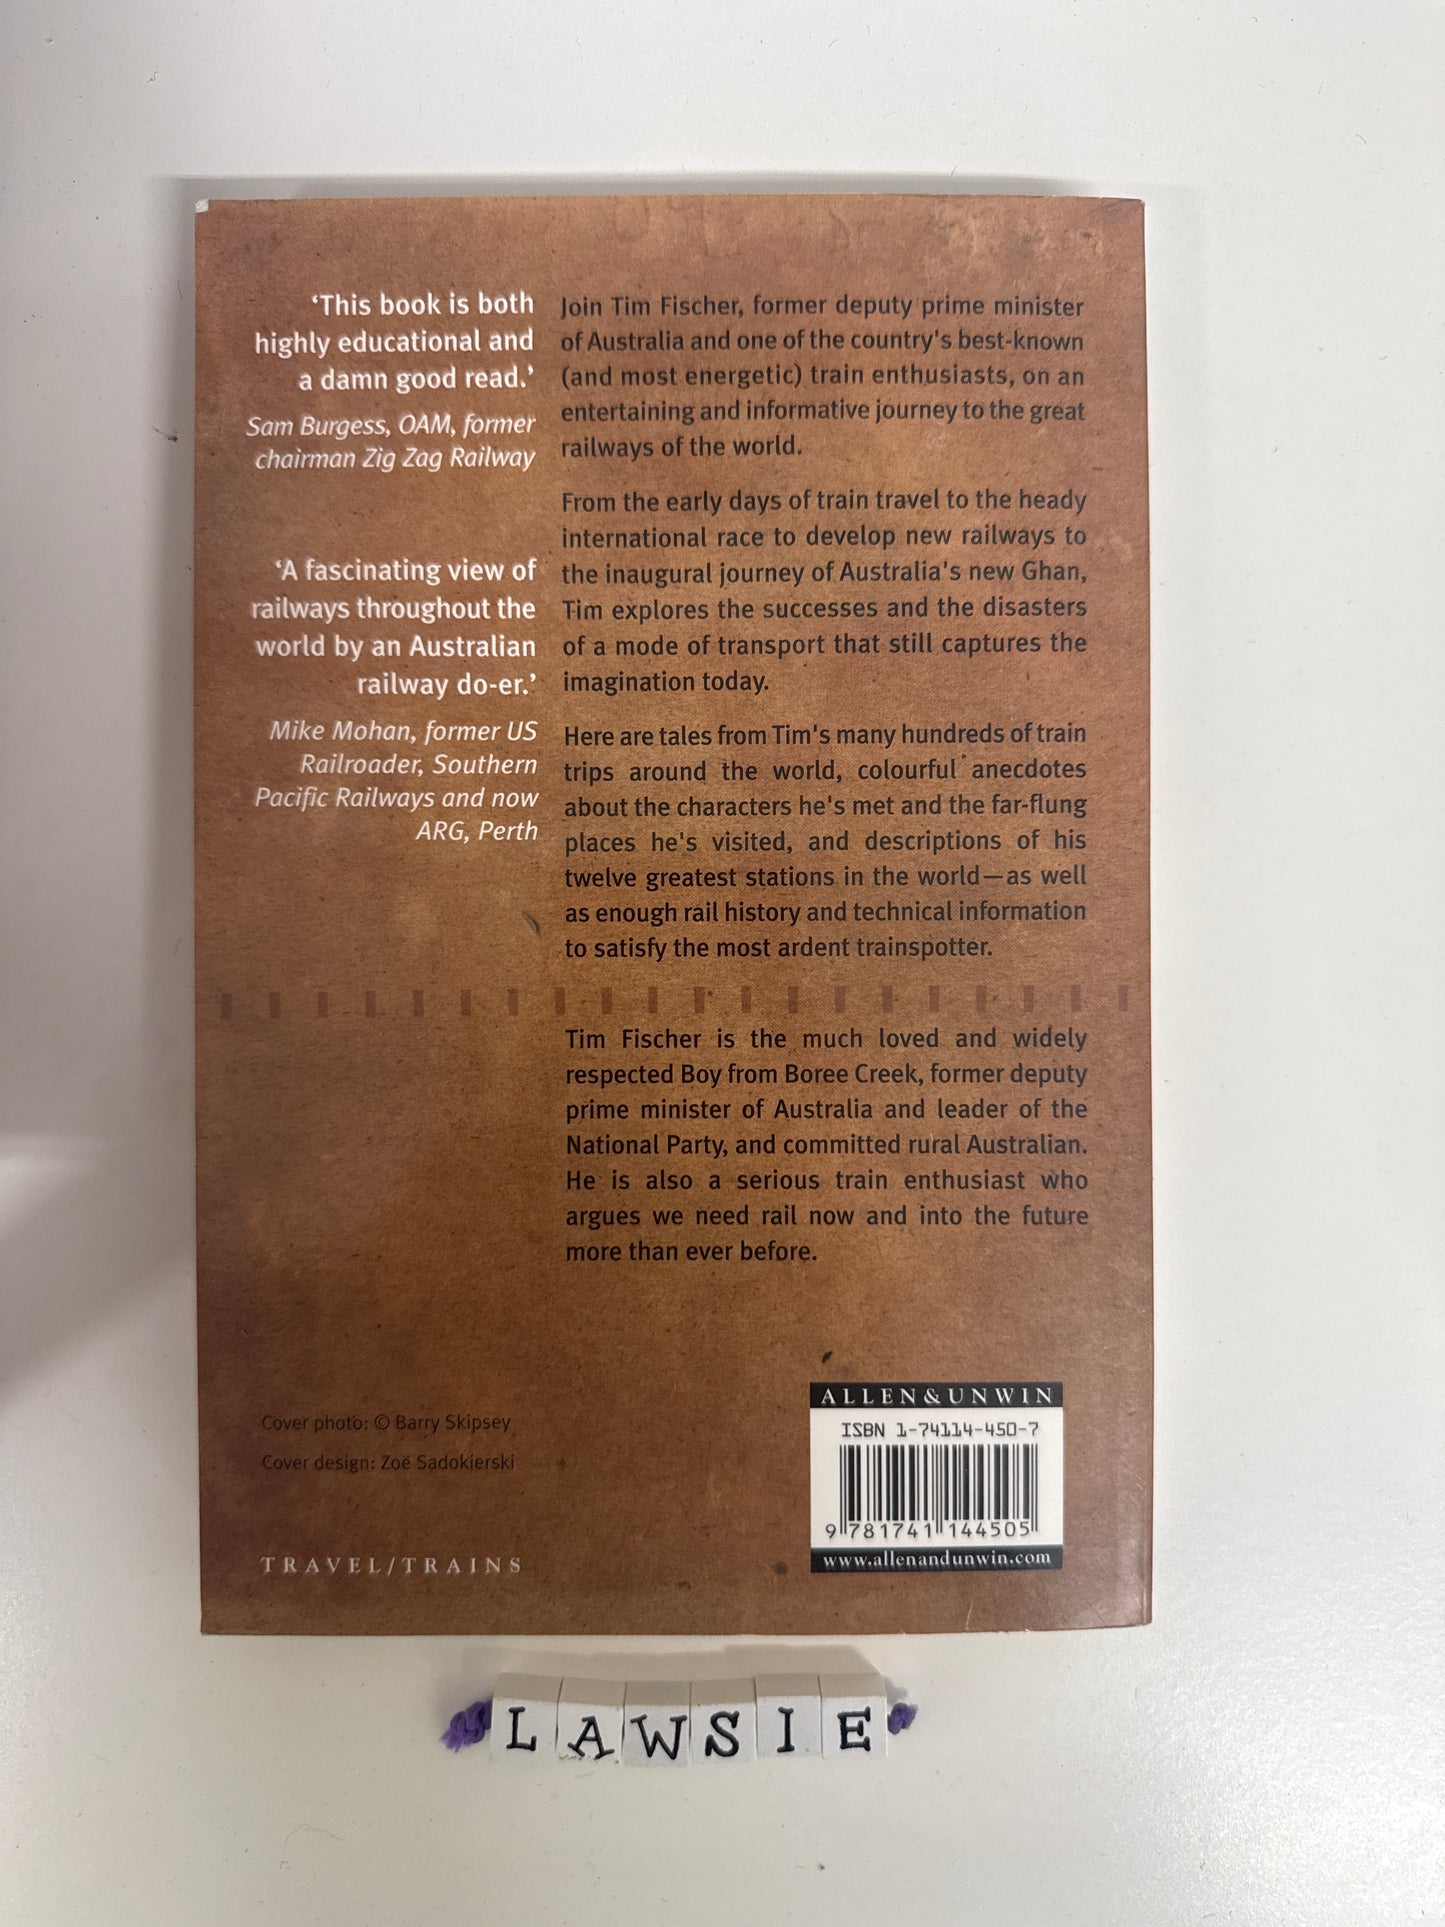 ‘This book is both
highly educational and
a damn good read.’
Sam Burgess, OAM, former
chairman Zig Zag Railway
‘A fascinating view of
railways throughout the
world by an Australian
railway do-er.’
Mike Mohan, former US
Railroader, Southern
Pacific Railways and now
ARG, Perth
Join Tim Fischer, former deputy prime minister
of Australia and one of the country's best-known
(and most energetic) train enthusiasts, on an
entertaining and informative journey to the great
railways of the world.
From the early days of train travel to the heady
international race to develop new railways to
the inaugural journey of Australia's new Ghan,
Tim explores the successes and the disasters
of a mode of transport that still captures the
imagination today.
Here are tales from Tim's many hundreds of train
trips around the world, colourful anecdotes
about the characters he's met and the far-flung
places he's visited, and descriptions of his
twelve greatest stations in the world—as well
as enough rail history and technical information
to satisfy the most ardent trainspotter.
Tim Fischer is the much loved and widely
respected Boy from Boree Creek, former deputy
prime minister of Australia and leader of the
National Party, and committed rural Australian.
He is also a serious train enthusiast who
argues we need rail now and into the future
more than ever before.
Cover photo: © Barry Skipsey
Cover design: Zoë Sadokierski
TRAVEL/TRAINS
ALLEN&UNWIN
ISBN 1-74114-450-7
9 781741 144505
www.allenandunwin.com
LAWSIE